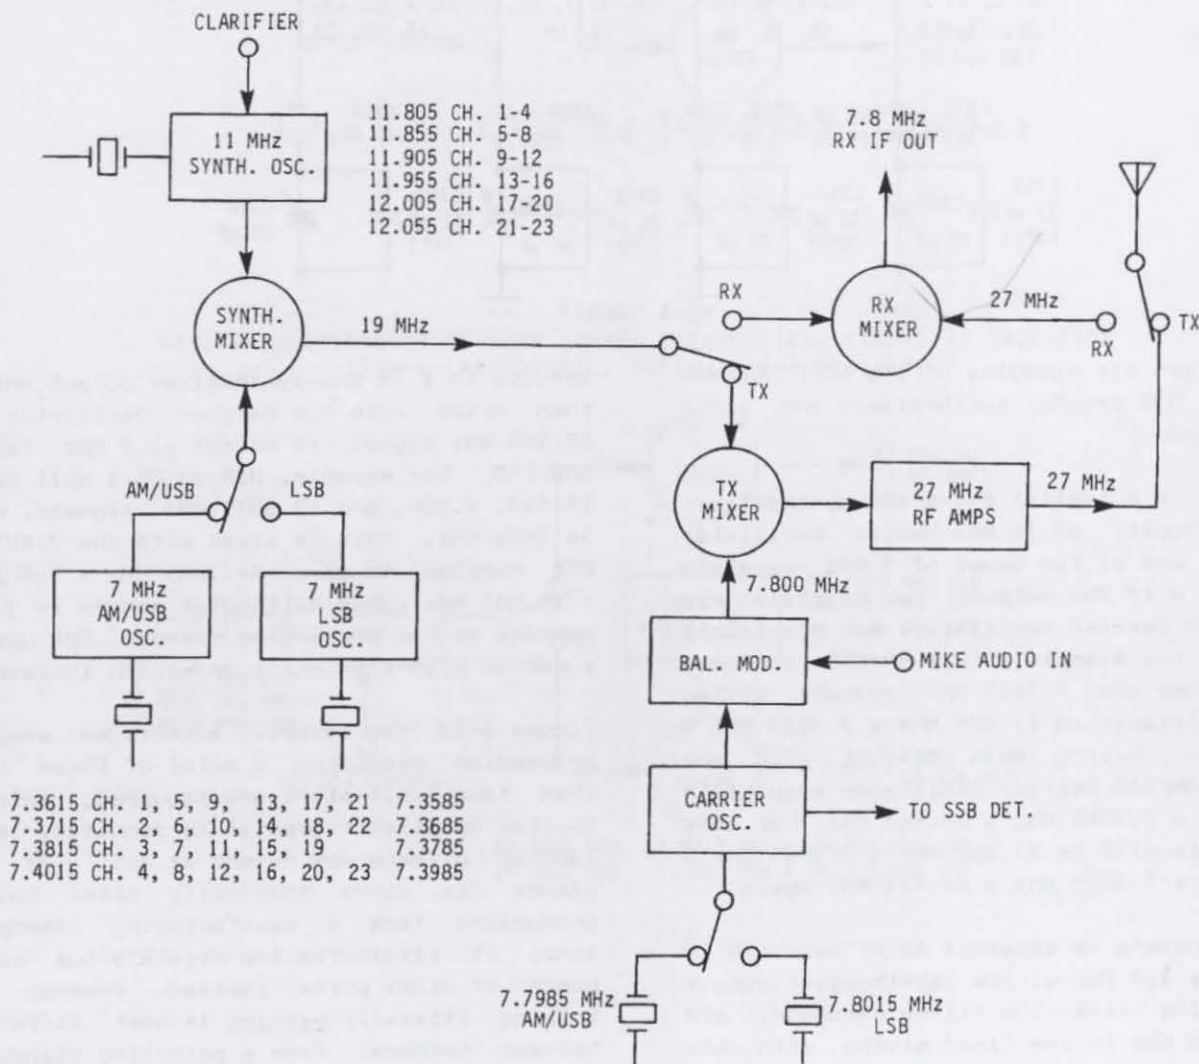 CLARIFIER
11 MHz
SYNTH. OSC.
11.805 CH. 1-4
11.855 CH. 5-8
11.905 CH. 9-12
11.955 CH. 13-16
12.005 CH. 17-20
12.055 CH. 21-23
7.8 MHz
RX IF OUT
SYNTH.
MIXER
19 MHz
RX
RX
MIXER
27 MHz
RX
TX
TX
AM/USB
LSB
TX
MIXER
27 MHz
RF AMPS
27 MHz
7 MHz
AM/USB
OSC.
7 MHz
LSB
OSC.
7.800 MHz
BAL. MOD.
MIKE AUDIO IN
7.3615 CH. 1, 5, 9, 13, 17, 21 7.3585
7.3715 CH. 2, 6, 10, 14, 18, 22 7.3685
7.3815 CH. 3, 7, 11, 15, 19 7.3785
7.4015 CH. 4, 8, 12, 16, 20, 23 7.3985
CARRIER
OSC.
TO SSB DET.
7.7985 MHz
AM/USB
7.8015 MHz
LSB